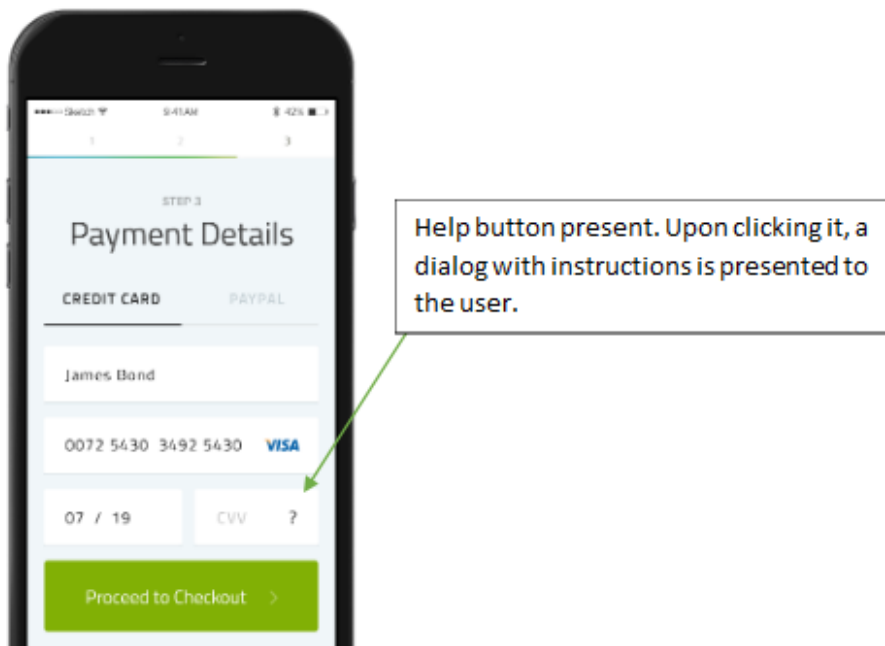 Sketch 9:41 AM 42%
1 2 3
STEP 3
Payment Details
CREDIT CARD PAYPAL
James Bond
0072 5430 3492 5430 VISA
07 / 19 CVV ?
Proceed to Checkout >
Help button present. Upon clicking it, a
dialog with instructions is presented to
the user.